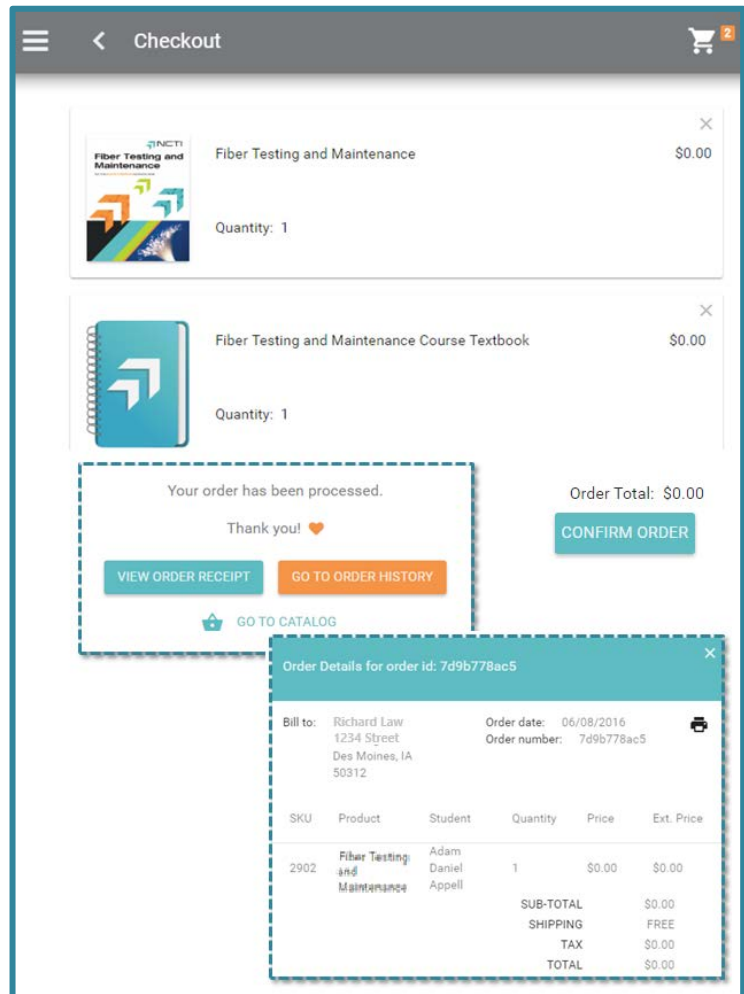 Checkout
2
NCTI
Fiber Testing and
Maintenance
Fiber Testing and Maintenance
$0.00
Quantity: 1
Fiber Testing and Maintenance Course Textbook
$0.00
Quantity: 1
Your order has been processed.
Thank you!
VIEW ORDER RECEIPT
GO TO ORDER HISTORY
GO TO CATALOG
Order Total: $0.00
CONFIRM ORDER
Order Details for order id: 7d9b778ac5
Bill to:
Richard Law
1234 Street
Des Moines, IA
50312
Order date: 06/08/2016
Order number: 7d9b778ac5
SKU Product Student Quantity Price Ext. Price
2902
Fiber Testing
and
Maintenance
Adam
Daniel
Appell
1 $0.00 $0.00
SUB-TOTAL $0.00
SHIPPING FREE
TAX $0.00
TOTAL $0.00